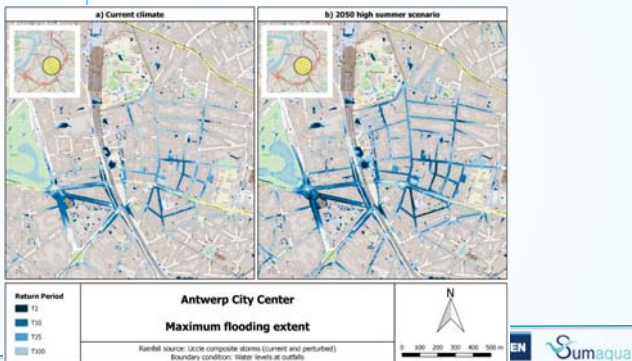 a) Current climate
b) 2050 high summer scenario
Return Period
T2
T10
T25
T100
Antwerp City Center
Maximum flooding extent
Rainfall source: Uccle composite storms (current and perturbed)
Boundary condition: Water levels at outfalls
N
0 100 200 300 400 500 m
EN
Sumaqua